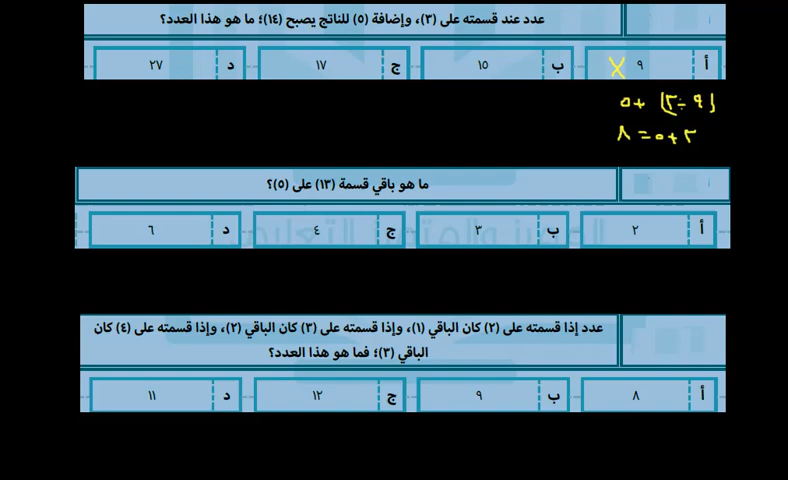 عدد عند قسمته على (٣)، وإضافة (٥) للناتج يصبح (١٤)؛ ما هو هذا العدد؟
أ ٩ X ب ١٥ ج ١٧ د ٢٧
(٩ ÷ ٣) + ٥
٣ + ٥ = ٨
ما هو باقي قسمة (١٣) على (٥)؟
أ ٢ ب ٣ ج ٤ د ٦
عدد إذا قسمته على (٢) كان الباقي (١)، وإذا قسمته على (٣) كان الباقي (٢)، وإذا قسمته على (٤) كان
الباقي (٣)؛ فما هو هذا العدد؟
أ ٨ ب ٩ ج ١٢ د ١١